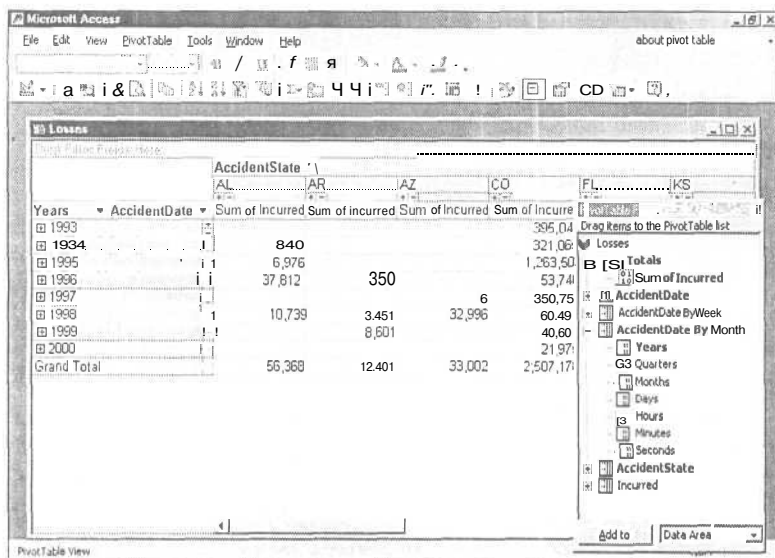 Microsoft Access
File Edit View PivotTable Tools Window Help about pivot table
/ . f я
i a i & i Ч Ч i i". ! CD
Losses
AccidentState
AL AR AZ CO FL KS
Years AccidentDate Sum of Incurred Sum of incurred Sum of Incurred Sum of Incurre
Drag items to the PivotTable list
1993 395,04
1934 840 321,06
1995 6,976 1,263,50
1996 37,812 350 53,74
1997 6 350,75
1998 10,739 3.451 32,996 60.49
1999 8,601 40,60
2000 21,97
Grand Total 56,368 12.401 33,002 2,507,17
Losses
B [S] Totals
Sum of Incurred
AccidentDate
AccidentDate By Week
AccidentDate By Month
Years
G3 Quarters
Months
Days
[3 Hours
Minutes
Seconds
AccidentState
Incurred
Add to Data Area
PivotTable View